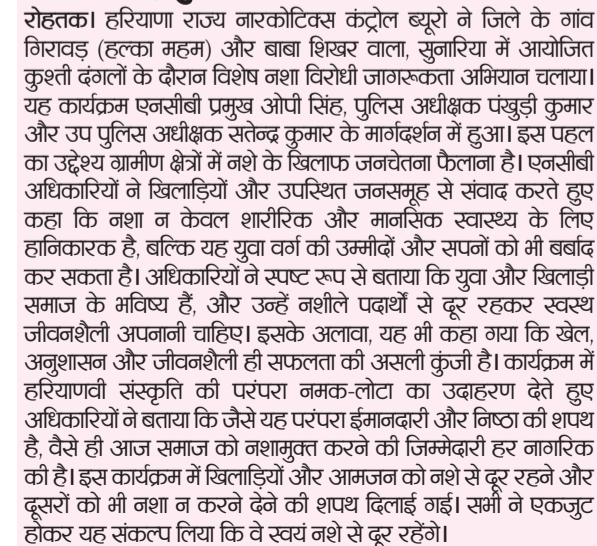 रोहतक। हरियाणा राज्य नारकोटिक्स कंट्रोल ब्यूरो ने जिले के गांव
गिरावड़ (हल्का महम) और बाबा शिखर वाला, सुनारिया में आयोजित
कुश्ती दंगलों के दौरान विशेष नशा विरोधी जागरूकता अभियान चलाया।
यह कार्यक्रम एनसीबी प्रमुख ओपी सिंह, पुलिस अधीक्षक पंखुड़ी कुमार
और उप पुलिस अधीक्षक सतेन्द्र कुमार के मार्गदर्शन में हुआ। इस पहल
का उद्देश्य ग्रामीण क्षेत्रों में नशे के खिलाफ जनचेतना फैलाना है। एनसीबी
अधिकारियों ने खिलाड़ियों और उपस्थित जनसमूह से संवाद करते हुए
कहा कि नशा न केवल शारीरिक और मानसिक स्वास्थ्य के लिए
हानिकारक है, बल्कि यह युवा वर्ग की उम्मीदों और सपनों को भी बर्बाद
कर सकता है। अधिकारियों ने स्पष्ट रूप से बताया कि युवा और खिलाड़ी
समाज के भविष्य हैं, और उन्हें नशीले पदार्थों से दूर रहकर स्वस्थ
जीवनशैली अपनानी चाहिए। इसके अलावा, यह भी कहा गया कि खेल,
अनुशासन और जीवनशैली ही सफलता की असली कुंजी है। कार्यक्रम में
हरियाणवी संस्कृति की परंपरा नमक-लोटा का उदाहरण देते हुए
अधिकारियों ने बताया कि जैसे यह परंपरा ईमानदारी और निष्ठा की शपथ
है, वैसे ही आज समाज को नशामुक्त करने की जिम्मेदारी हर नागरिक
की है। इस कार्यक्रम में खिलाड़ियों और आमजन को नशे से दूर रहने और
दूसरों को भी नशा न करने देने की शपथ दिलाई गई। सभी ने एकजुट
होकर यह संकल्प लिया कि वे स्वयं नशे से दूर रहेंगे।